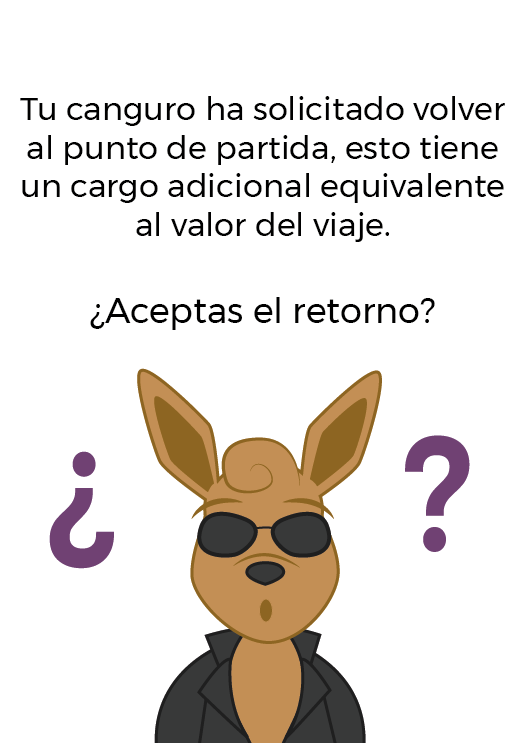 Tu canguro ha solicitado volver
al punto de partida, esto tiene
un cargo adicional equivalente
al valor del viaje.
¿Aceptas el retorno?
¿ ?